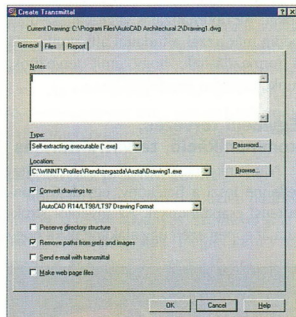 Create Transmittal
Current Drawing: C:\Program Files\AutoCAD Architectural 2\Drawing1.dwg
General Files Report
Notes:
Type:
Self-extracting executable (*.exe)
Password...
Location:
C:\WINNT\Profiles\Rendszergazda\Asztal\Drawing1.exe
Browse...
Convert drawings to:
AutoCAD R14/LT98/LT97 Drawing Format
Preserve directory structure
Remove paths from xrefs and images
Send e-mail with transmittal
Make web page files
OK Cancel Help